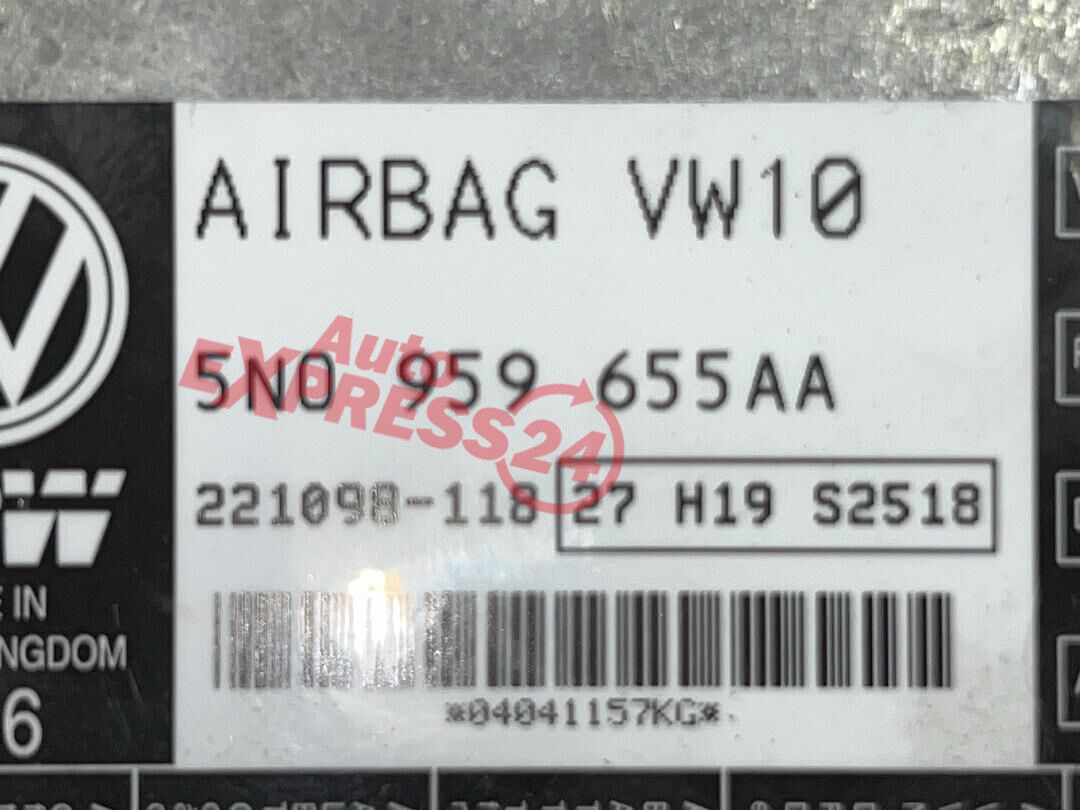 AIRBAG VW10
Auto
EXPRESS24
5N0 959 655AA
221098-118 27 H19 S2518
IN
NGDOM
6
*04041157KG*